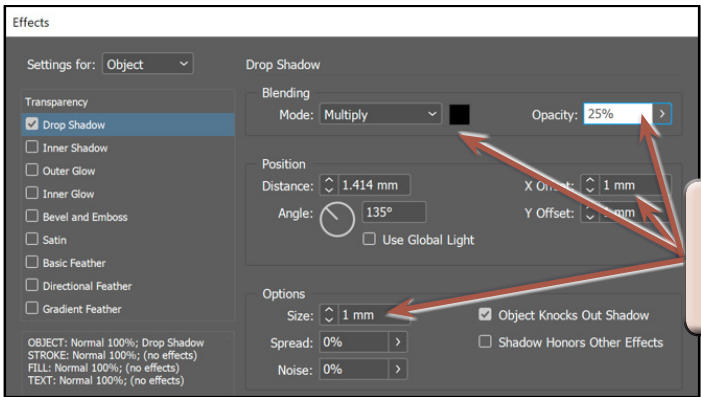 Effects
Settings for: Object
Transparency
Drop Shadow
Inner Shadow
Outer Glow
Inner Glow
Bevel and Emboss
Satin
Basic Feather
Directional Feather
Gradient Feather
OBJECT: Normal 100%; Drop Shadow
STROKE: Normal 100%; (no effects)
FILL: Normal 100%; (no effects)
TEXT: Normal 100%; (no effects)
Drop Shadow
Blending
Mode: Multiply
Opacity: 25%
Position
Distance: 1.414 mm
X Offset: 1 mm
Angle: 135°
Y Offset: mm
Use Global Light
Options
Size: 1 mm
Object Knocks Out Shadow
Spread: 0%
Shadow Honors Other Effects
Noise: 0%